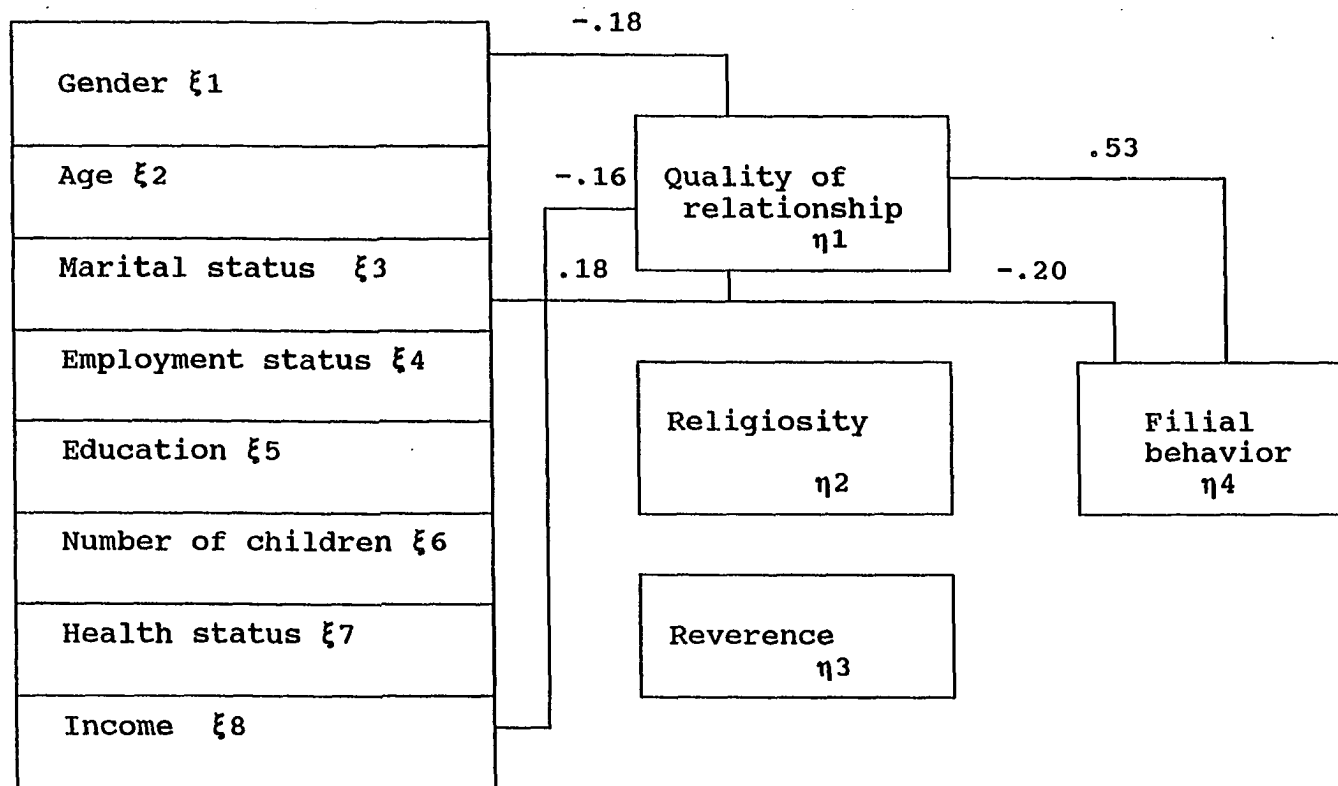 -.18
Gender ξ1
Age ξ2
-.16
Quality of
relationship
η1
.53
Marital status ξ3
.18
-.20
Employment status ξ4
Education ξ5
Religiosity
η2
Filial
behavior
η4
Number of children ξ6
Health status ξ7
Reverence
η3
Income ξ8